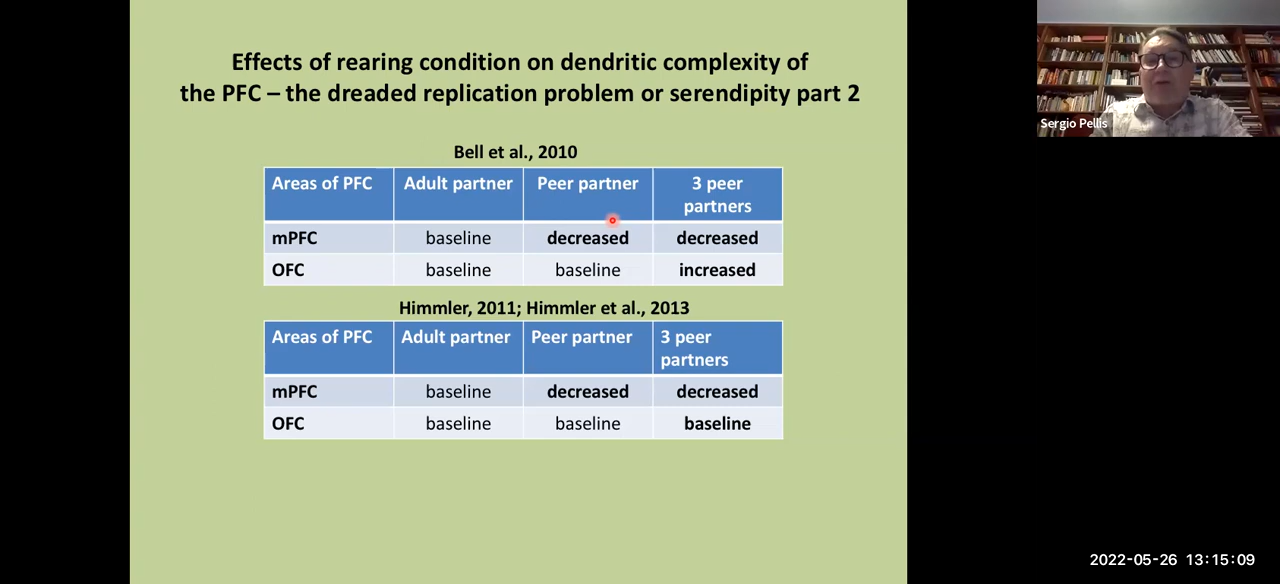 Effects of rearing condition on dendritic complexity of
the PFC – the dreaded replication problem or serendipity part 2
Bell et al., 2010
Areas of PFC Adult partner Peer partner 3 peer
partners
mPFC baseline decreased decreased
OFC baseline baseline increased
Himmler, 2011; Himmler et al., 2013
Areas of PFC Adult partner Peer partner 3 peer
partners
mPFC baseline decreased decreased
OFC baseline baseline baseline
Sergio Pellis
2022-05-26 13:15:09